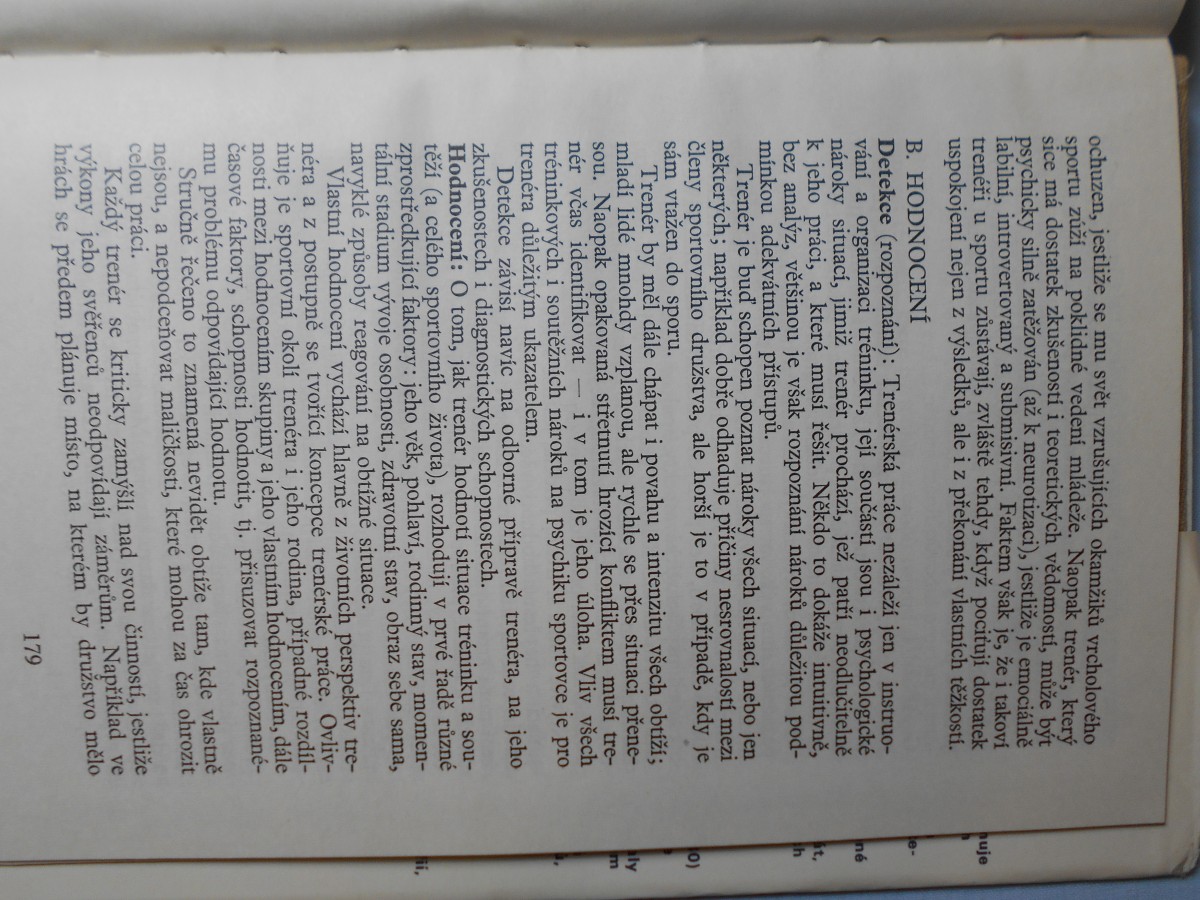 ochuzen, jestliže se mu svět vzrušujících okamžiků vrcholového
sportu zúží na poklidné vedení mládeže. Naopak trenér, který
sice má dostatek zkušeností i teoretických vědomostí, může být
psychicky silně zatěžován (až k neurotizaci), jestliže je emociálně
labilní, introvertovaný a submisivní. Faktem však je, že i takoví
trenéři u sportu zůstávají, zvláště tehdy, když pociťují dostatek
uspokojení nejen z výsledků, ale i z překonání vlastních těžkostí.
B. HODNOCENÍ
Detekce (rozpoznání): Trenérská práce nezáleží jen v instruo-
vání a organizaci tréninku, její součástí jsou i psychologické
nároky situací, jimiž trenér prochází, jež patří neodlučitelně
k jeho práci, a které musí řešit. Někdo to dokáže intuitivně,
bez analýz, většinou je však rozpoznání nároků důležitou pod-
mínkou adekvátních přístupů.
Trenér je buď schopen poznat nároky všech situací, nebo jen
některých; například dobře odhaduje příčiny nesrovnalostí mezi
členy sportovního družstva, ale horší je to v případě, kdy je
sám vtažen do sporu.
Trenér by měl dále chápat i povahu a intenzitu všech obtíží;
mladí lidé mnohdy vzplanou, ale rychle se přes situaci přene-
sou. Naopak opakovaná střetnutí hrozící konfliktem musí tre-
nér včas identifikovat — i v tom je jeho úloha. Vliv všech
tréninkových i soutěžních nároků na psychiku sportovce je pro
trenéra důležitým ukazatelem.
Detekce závisí navíc na odborné přípravě trenéra, na jeho
zkušenostech i diagnostických schopnostech.
Hodnocení: O tom, jak trenér hodnotí situace tréninku a sou-
těží (a celého sportovního života), rozhodují v prvé řadě různé
zprostředkující faktory: jeho věk, pohlaví, rodinný stav, momen-
tální stadium vývoje osobnosti, zdravotní stav, obraz sebe sama,
navyklé způsoby reagování na obtížné situace.
Vlastní hodnocení vychází hlavně z životních perspektiv tre-
néra a z postupně se tvořící koncepce trenérské práce. Ovliv-
ňuje je sportovní okolí trenéra i jeho rodina, případné rozdíl-
nosti mezi hodnocením skupiny a jeho vlastním hodnocením, dále
časové faktory, schopnosti hodnotit, tj. přisuzovat rozpoznané-
mu problému odpovídající hodnotu.
Stručně řečeno to znamená nevidět obtíže tam, kde vlastně
nejsou, a nepodceňovat maličkosti, které mohou za čas ohrozit
celou práci.
Každý trenér se kriticky zamýšlí nad svou činností, jestliže
výkony jeho svěřenců neodpovídají záměrům. Například ve
hrách se předem plánuje místo, na kterém by družstvo mělo
179